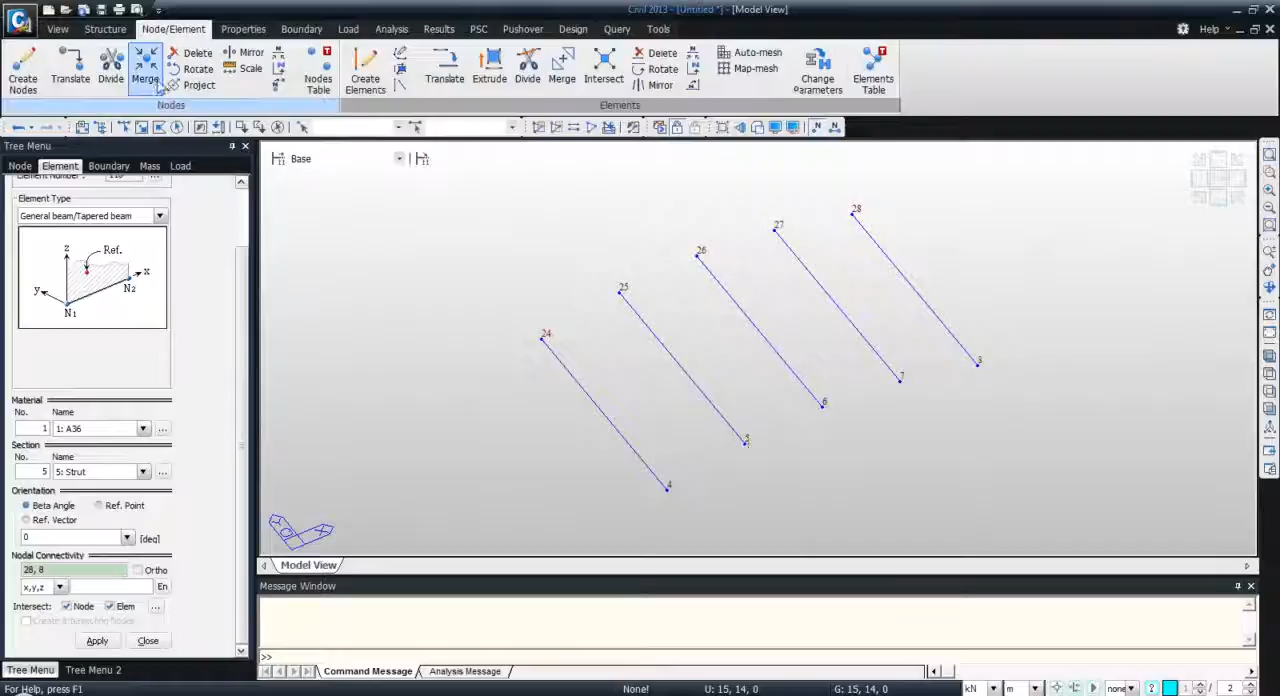 Civil 2013 - [Untitled *] - [Model View]
View Structure Node/Element Properties Boundary Load Analysis Results PSC Pushover Design Query Tools Help
Create Nodes
Translate
Divide
Merge
Delete
Rotate
Project
Mirror
Scale
Nodes Table
Nodes
Create Elements
Translate
Extrude
Divide
Merge
Intersect
Delete
Rotate
Mirror
Auto-mesh
Map-mesh
Change Parameters
Elements Table
Elements
Tree Menu
Node Element Boundary Mass Load
Element Number :
Element Type
General beam/Tapered beam
z
Ref.
x
y
N2
N1
Material
No. Name
1 1: A36
Section
No. Name
5 5: Strut
Orientation
Beta Angle Ref. Point
Ref. Vector
0 [deg]
Nodal Connectivity
28, 8 Ortho
x,y,z En
Intersect: Node Elem ...
Create Intersecting Nodes
Apply Close
Tree Menu Tree Menu 2
Base
28
27
26
25
24
7
6
5
4
Model View
Message Window
>>
Command Message Analysis Message
For Help, press F1
None!
U: 15, 14, 0
G: 15, 14, 0
kN
m
none
1 / 2